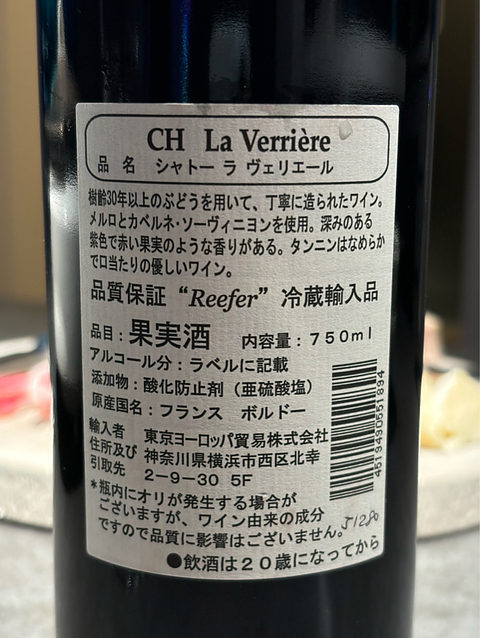 CH La Verrière
品 名 シャトー ラ ヴェリエール
樹齢30年以上のぶどうを用いて、丁寧に造られたワイン。
メルロとカベルネ・ソーヴィニヨンを使用。深みのある
紫色で赤い果実のような香りがある。タンニンはなめらか
で口当たりの優しいワイン。
品質保証 “Reefer” 冷蔵輸入品
品目：果実酒 内容量：７５０ml
アルコール分：ラベルに記載
添加物：酸化防止剤（亜硫酸塩）
原産国名：フランス ボルドー
輸入者 東京ヨーロッパ貿易株式会社
住所及び 神奈川県横浜市西区北幸
引取先 2－9－30 5F
4519490551894
＊瓶内にオリが発生する場合が
ございますが、ワイン由来の成分
ですので品質に影響はございません。
●飲酒は２０歳になってから